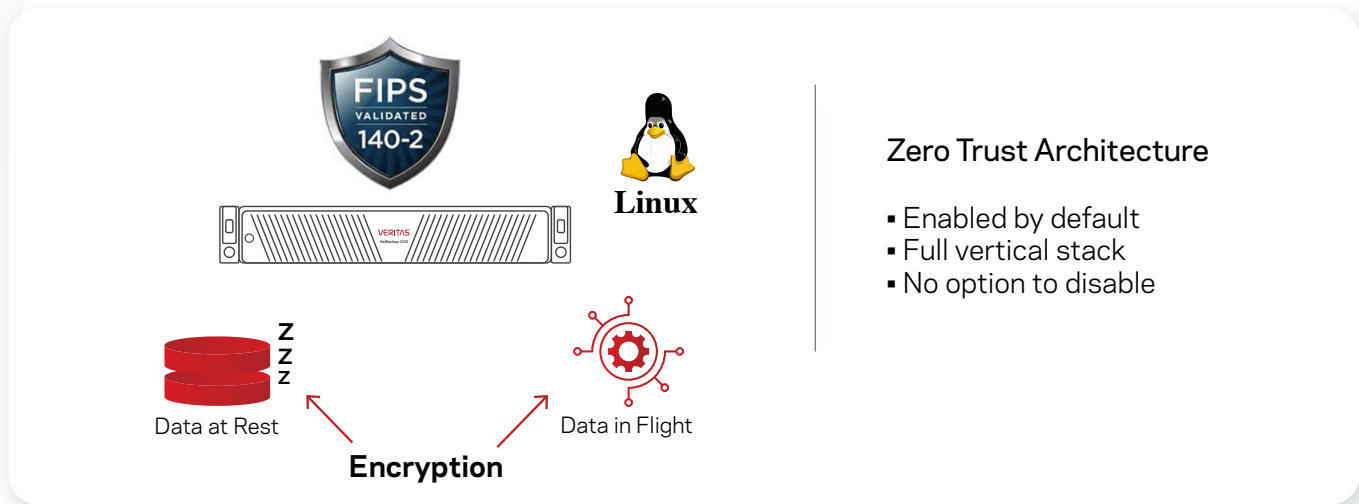 FIPS
VALIDATED
140-2
Linux
VERITAS
Z
Z
Z
Data at Rest
Data in Flight
Encryption
Zero Trust Architecture
▪ Enabled by default
▪ Full vertical stack
▪ No option to disable